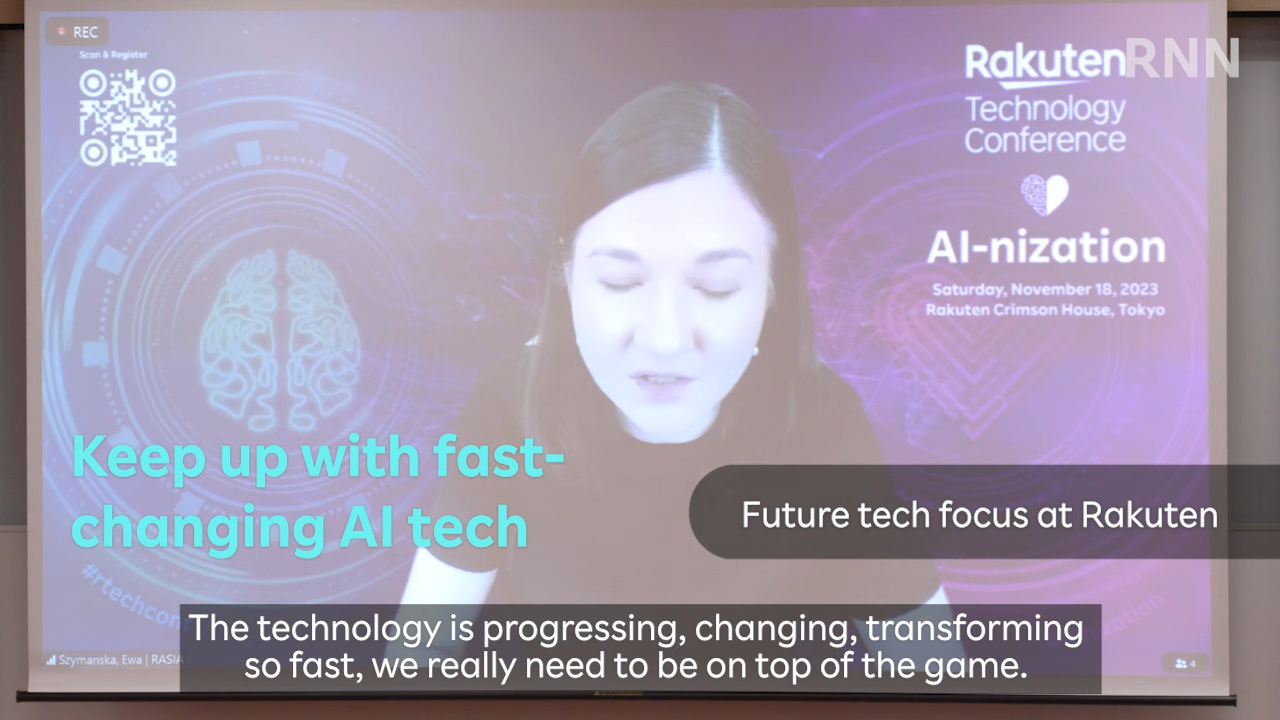 REC
Scan & Register
Rakuten
RNN
Technology
Conference
AI-nization
Saturday, November 18, 2023
Rakuten Crimson House, Tokyo
Keep up with fast-
changing AI tech
Future tech focus at Rakuten
#rtechcon
The technology is progressing, changing, transforming
so fast, we really need to be on top of the game.
Szymanska, Ewa | RASIA
4